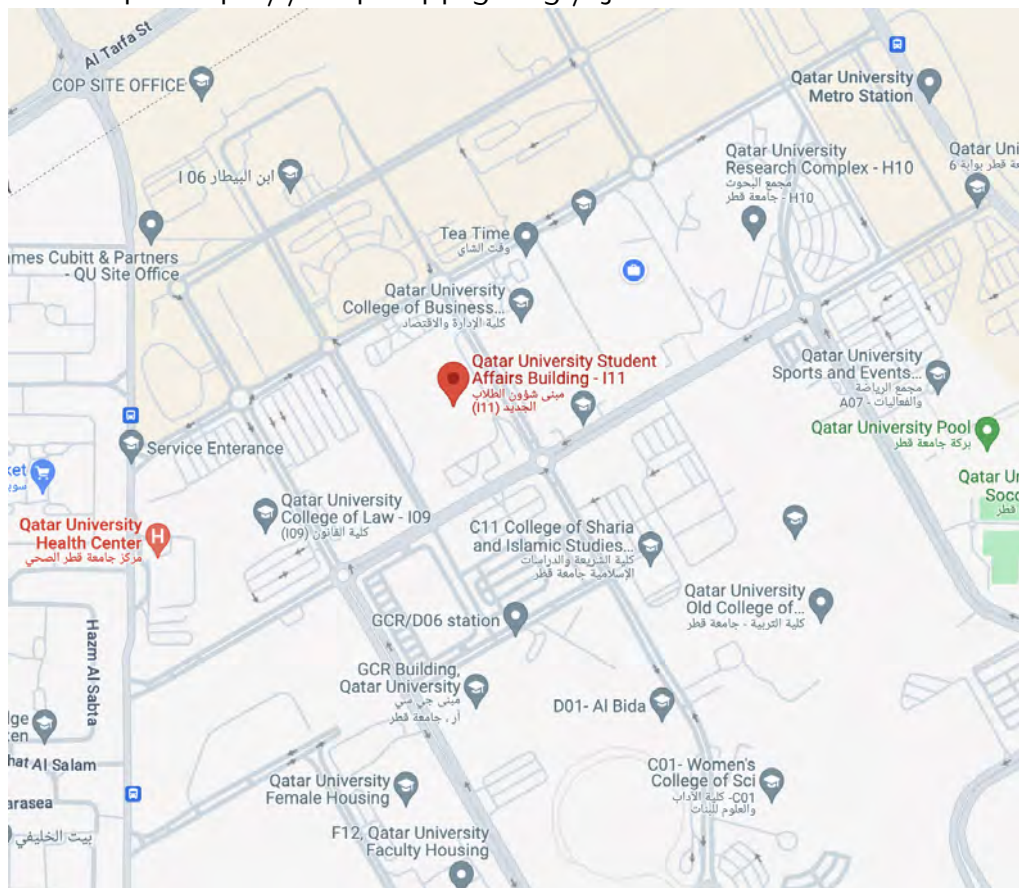 Al Tarfa St
COP SITE OFFICE
Qatar University
Metro Station
Qatar University
Research Complex - H10
مجمع البحوث
جامعة قطر - H10
Qatar Uni
عة قطر بوابة 6
ابن البيطار I 06
Tea Time
وقت الشاي
ames Cubitt & Partners
- QU Site Office
Qatar University
College of Business...
كلية الإدارة والاقتصاد
Qatar University Student
Affairs Building - I11
مبنى شؤون الطلاب
الجديد (I11)
Qatar University
Sports and Events...
مجمع الرياضة
والفعاليات - A07
Qatar University Pool
بركة جامعة قطر
Service Enterance
ket
سوب
Qatar Un
Socc
قطر
Qatar University
College of Law - I09
كلية القانون (I09)
Qatar University
Health Center
مركز جامعة قطر الصحي
H
C11 College of Sharia
and Islamic Studies...
كلية الشريعة والدراسات
الإسلامية جامعة قطر
Qatar University
Old College of...
كلية التربية - جامعة قطر
GCR/D06 station
Hazm Al Sabta
GCR Building,
Qatar University
مبنى جي سي
أر , جامعة قطر
D01- Al Bida
dge
ten
hat Al Salam
C01- Women's
College of Sci
C01- كلية الآداب
والعلوم للبنات
Qatar University
Female Housing
arasea
بيت الخليفي
F12, Qatar University
Faculty Housing